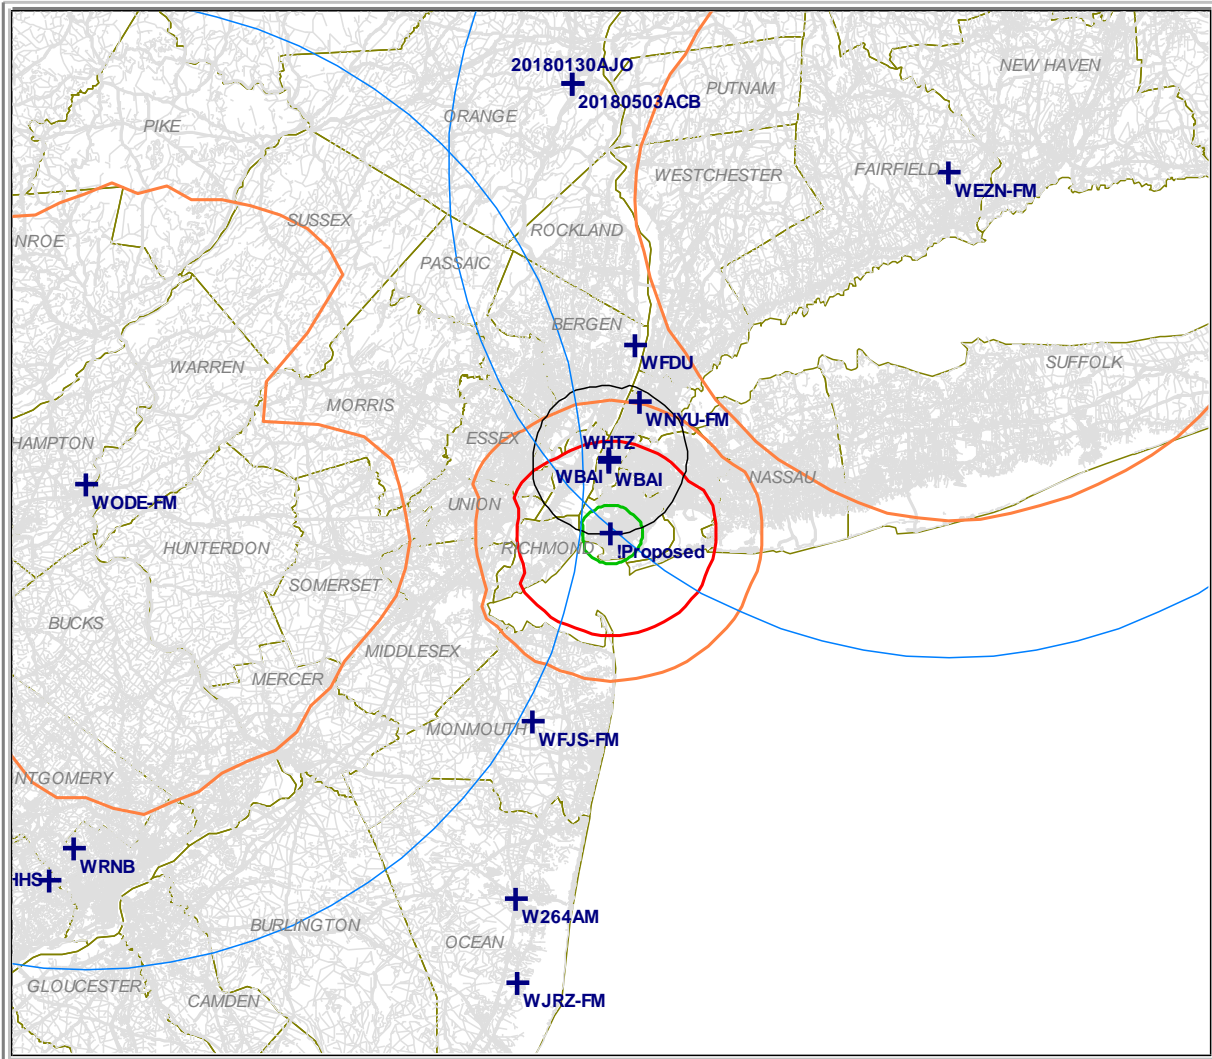 20180130AJO
NEW HAVEN
PUTNAM
20180503ACB
ORANGE
PIKE
FAIRFIELD
WESTCHESTER
WEZN-FM
SUSSEX
ROCKLAND
NROE
PASSAIC
BERGEN
WFDU
SUFFOLK
WARREN
MORRIS
WNYU-FM
ESSEX
WHTZ
HAMPTON
WBAI
WBAI
NASSAU
WODE-FM
UNION
HUNTERDON
RICHMOND
!Proposed
SOMERSET
BUCKS
MIDDLESEX
MERCER
MONMOUTH
WFJS-FM
NTGOMERY
WRNB
HHS
W264AM
BURLINGTON
OCEAN
GLOUCESTER
CAMDEN
WJRZ-FM